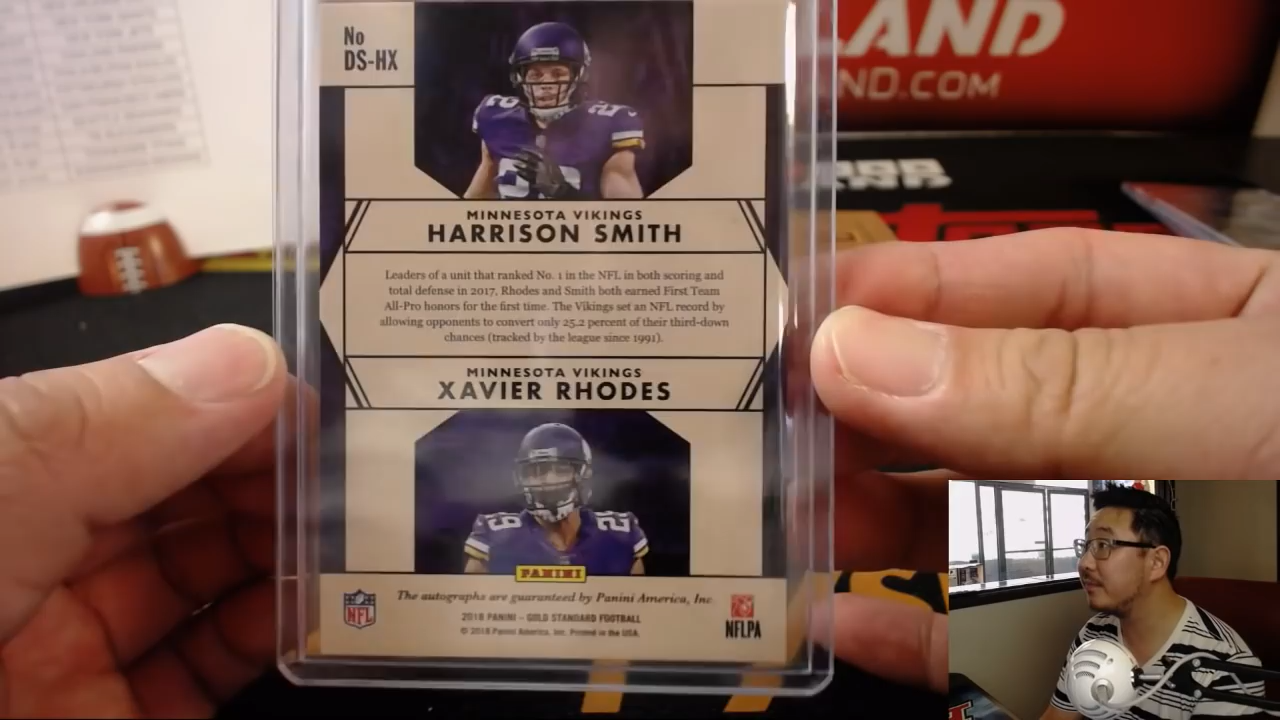 LAND
ND.COM
No
DS-HX
MINNESOTA VIKINGS
HARRISON SMITH
Leaders of a unit that ranked No. 1 in the NFL in both scoring and
total defense in 2017, Rhodes and Smith both earned First Team
All-Pro honors for the first time. The Vikings set an NFL record by
allowing opponents to convert only 25.2 percent of their third-down
chances (tracked by the league since 1991).
MINNESOTA VIKINGS
XAVIER RHODES
29
PANINI
The autographs are guaranteed by Panini America, Inc.
NFL
2018 PANINI – GOLD STANDARD FOOTBALL
© 2018 Panini America, Inc. Printed in the USA.
NFLPA